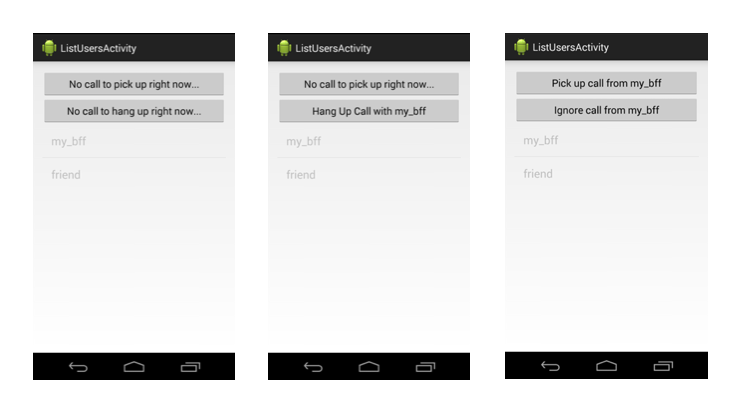 ListUsersActivity
No call to pick up right now...
No call to hang up right now...
my_bff
friend
ListUsersActivity
No call to pick up right now...
Hang Up Call with my_bff
my_bff
friend
ListUsersActivity
Pick up call from my_bff
Ignore call from my_bff
my_bff
friend